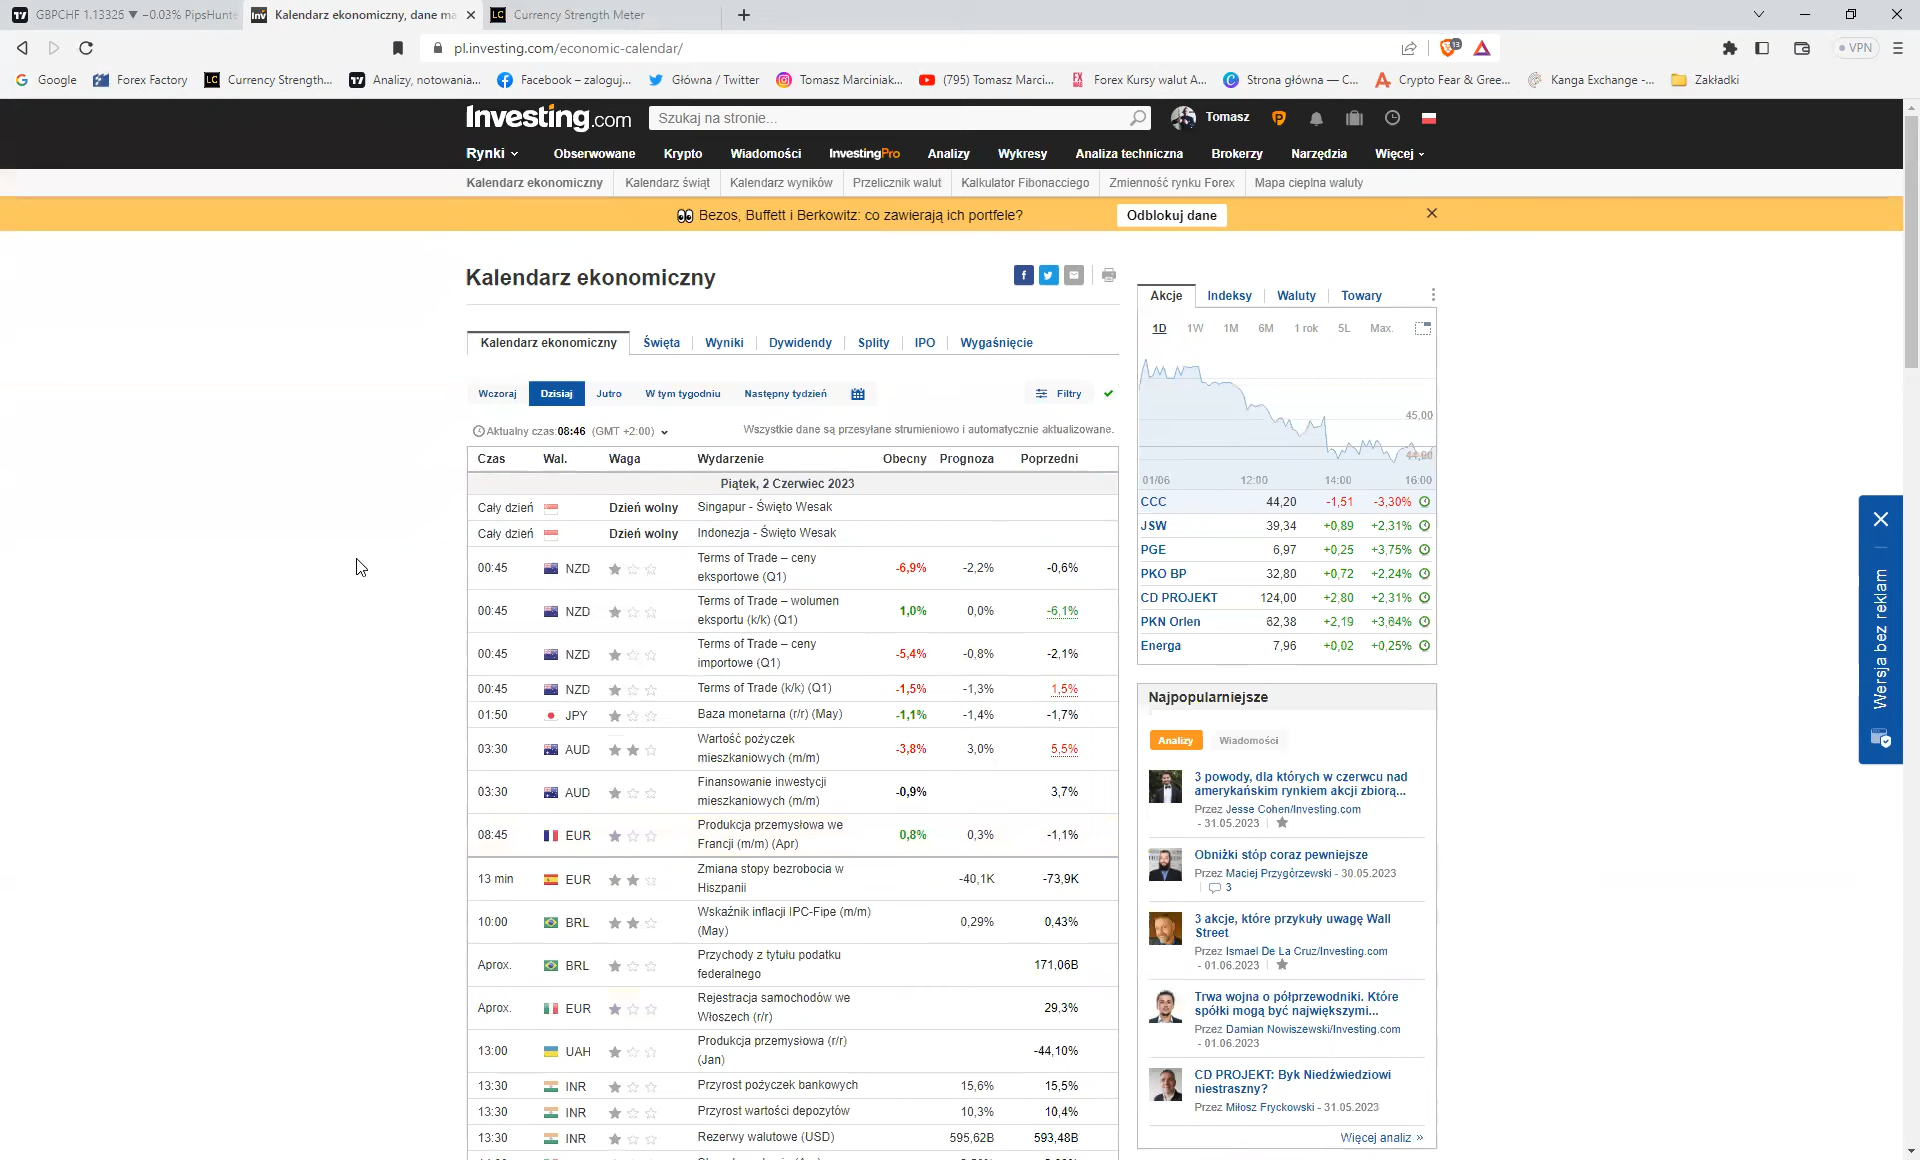 GBPCHF 1.13325 ▼ −0.03% PipsHunte
Kalendarz ekonomiczny, dane ma
Currency Strength Meter
pl.investing.com/economic-calendar/
13
VPN
Google
Forex Factory
Currency Strength...
Analizy, notowania...
Facebook – zaloguj...
Główna / Twitter
Tomasz Marciniak...
(795) Tomasz Marci...
Forex Kursy walut A...
Strona główna — C...
Crypto Fear & Gree...
Kanga Exchange -...
Zakładki
Investing.com
Szukaj na stronie...
Tomasz
Rynki
Obserwowane
Krypto
Wiadomości
InvestingPro
Analizy
Wykresy
Analiza techniczna
Brokerzy
Narzędzia
Więcej
Kalendarz ekonomiczny
Kalendarz świąt
Kalendarz wyników
Przelicznik walut
Kalkulator Fibonacciego
Zmienność rynku Forex
Mapa cieplna waluty
Bezos, Buffett i Berkowitz: co zawierają ich portfele?
Odblokuj dane
Kalendarz ekonomiczny
Kalendarz ekonomiczny
Święta
Wyniki
Dywidendy
Splity
IPO
Wygaśnięcie
Wczoraj
Dzisiaj
Jutro
W tym tygodniu
Następny tydzień
Filtry
Aktualny czas:08:46 (GMT +2:00)
Wszystkie dane są przesyłane strumieniowo i automatycznie aktualizowane.
Czas Wal. Waga Wydarzenie Obecny Prognoza Poprzedni
Piątek, 2 Czerwiec 2023
Cały dzień Dzień wolny Singapur - Święto Wesak
Cały dzień Dzień wolny Indonezja - Święto Wesak
00:45 NZD Terms of Trade – ceny
eksportowe (Q1) -6,9% -2,2% -0,6%
00:45 NZD Terms of Trade – wolumen
eksportu (k/k) (Q1) 1,0% 0,0% -6,1%
00:45 NZD Terms of Trade – ceny
importowe (Q1) -5,4% -0,8% -2,1%
00:45 NZD Terms of Trade (k/k) (Q1) -1,5% -1,3% 1,5%
01:50 JPY Baza monetarna (r/r) (May) -1,1% -1,4% -1,7%
03:30 AUD Wartość pożyczek
mieszkaniowych (m/m) -3,8% 3,0% 5,5%
03:30 AUD Finansowanie inwestycji
mieszkaniowych (m/m) -0,9% 3,7%
08:45 EUR Produkcja przemysłowa we
Francji (m/m) (Apr) 0,8% 0,3% -1,1%
13 min EUR Zmiana stopy bezrobocia w
Hiszpanii -40,1K -73,9K
10:00 BRL Wskaźnik inflacji IPC-Fipe (m/m)
(May) 0,29% 0,43%
Aprox. BRL Przychody z tytułu podatku
federalnego 171,06B
Aprox. EUR Rejestracja samochodów we
Włoszech (r/r) 29,3%
13:00 UAH Produkcja przemysłowa (r/r)
(Jan) -44,10%
13:30 INR Przyrost pożyczek bankowych 15,6% 15,5%
13:30 INR Przyrost wartości depozytów 10,3% 10,4%
13:30 INR Rezerwy walutowe (USD) 595,62B 593,48B
Akcje
Indeksy
Waluty
Towary
1D 1W 1M 6M 1 rok 5L Max.
45,00
44,00
01/06 12:00 14:00 16:00
CCC 44,20 -1,51 -3,30%
JSW 39,34 +0,89 +2,31%
PGE 6,97 +0,25 +3,75%
PKO BP 32,80 +0,72 +2,24%
CD PROJEKT 124,00 +2,80 +2,31%
PKN Orlen 62,38 +2,19 +3,64%
Energa 7,96 +0,02 +0,25%
Najpopularniejsze
Analizy
Wiadomości
3 powody, dla których w czerwcu nad
amerykańskim rynkiem akcji zbiorą...
Przez Jesse Cohen/Investing.com
- 31.05.2023
Obniżki stóp coraz pewniejsze
Przez Maciej Przygórzewski - 30.05.2023
3
3 akcje, które przykuły uwagę Wall
Street
Przez Ismael De La Cruz/Investing.com
- 01.06.2023
Trwa wojna o półprzewodniki. Które
spółki mogą być największymi...
Przez Damian Nowiszewski/Investing.com
- 01.06.2023
CD PROJEKT: Byk Niedźwiedziowi
niestraszny?
Przez Miłosz Fryckowski - 31.05.2023
Więcej analiz »
Wersja bez reklam